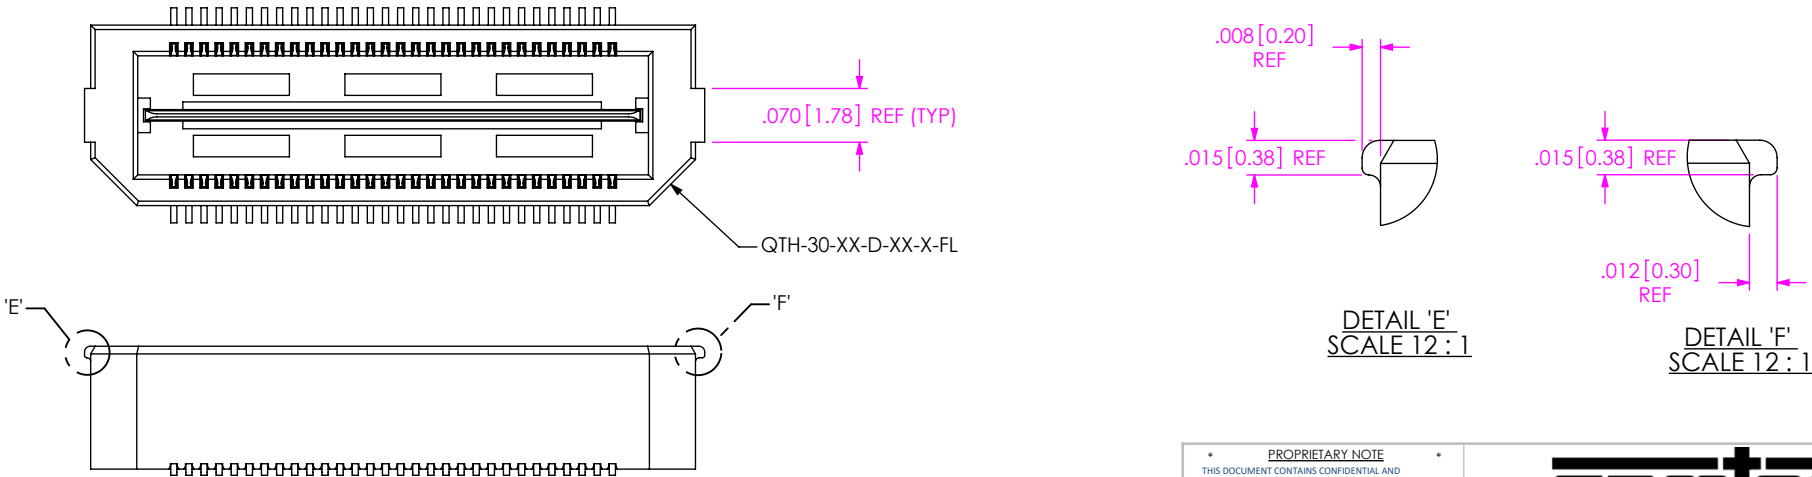 .070[1.78] REF (TYP)
QTH-30-XX-D-XX-X-FL
'E'
'F'
.008[0.20]
REF
.015[0.38] REF
DETAIL 'E'
SCALE 12 : 1
.015[0.38] REF
.012[0.30]
REF
DETAIL 'F'
SCALE 12 : 1
* PROPRIETARY NOTE *
THIS DOCUMENT CONTAINS CONFIDENTIAL AND